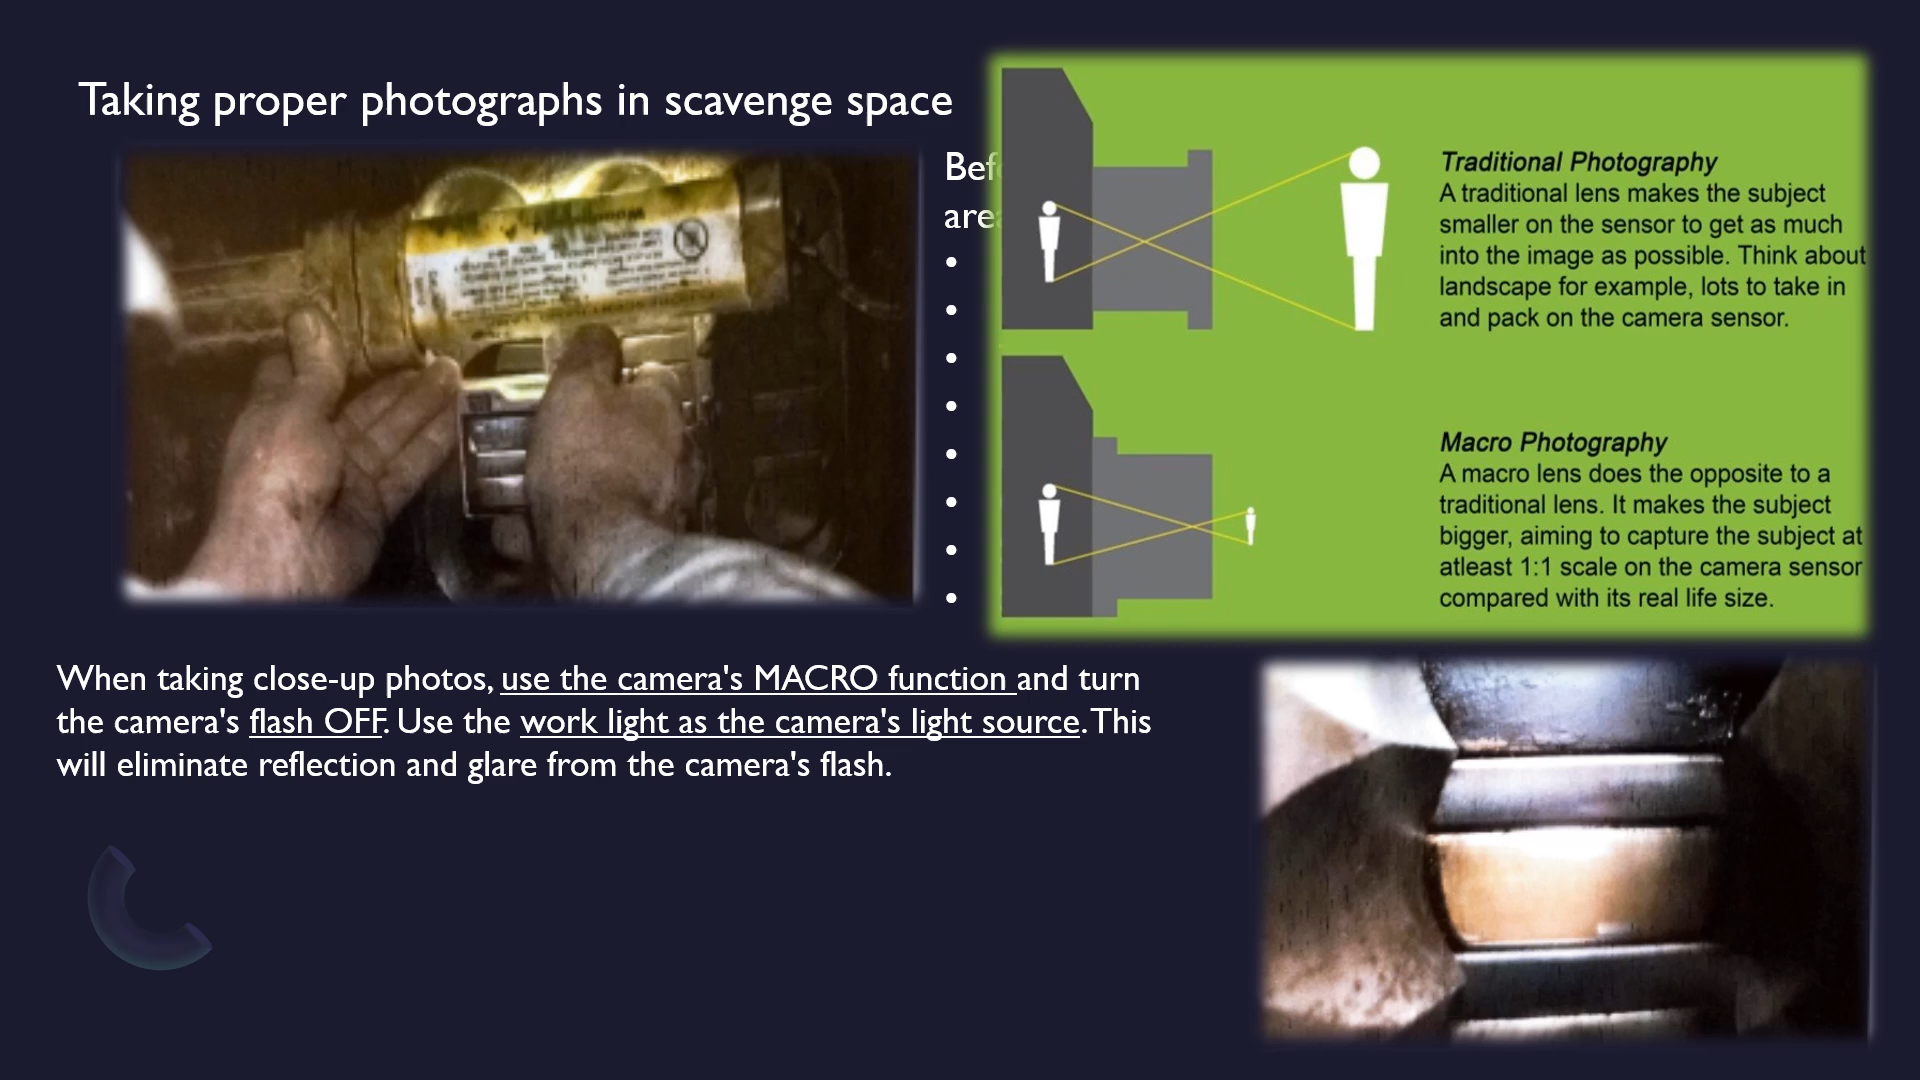 Taking proper photographs in scavenge space
Traditional Photography
A traditional lens makes the subject
smaller on the sensor to get as much
into the image as possible. Think about
landscape for example, lots to take in
and pack on the camera sensor.
Macro Photography
A macro lens does the opposite to a
traditional lens. It makes the subject
bigger, aiming to capture the subject at
atleast 1:1 scale on the camera sensor
compared with its real life size.
When taking close-up photos, use the camera's MACRO function and turn
the camera's flash OFF. Use the work light as the camera's light source. This
will eliminate reflection and glare from the camera's flash.